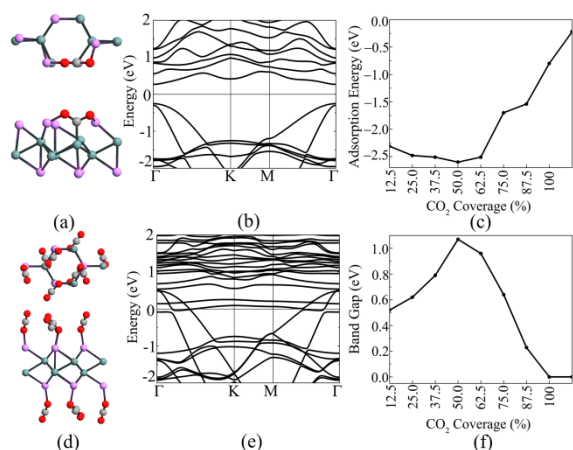 2
1
0
-1
-2
Energy (eV)
Γ
K
M
Γ
(a)
(b)
0.0
-0.5
-1.0
-1.5
-2.0
-2.5
Adsorption Energy (eV)
12.5
25.0
37.5
50.0
62.5
75.0
87.5
100
CO₂ Coverage (%)
(c)
2
1
0
-1
-2
Energy (eV)
Γ
K
M
Γ
(d)
(e)
1.0
0.8
0.6
0.4
0.2
0.0
Band Gap (eV)
12.5
25.0
37.5
50.0
62.5
75.0
87.5
100
CO₂ Coverage (%)
(f)